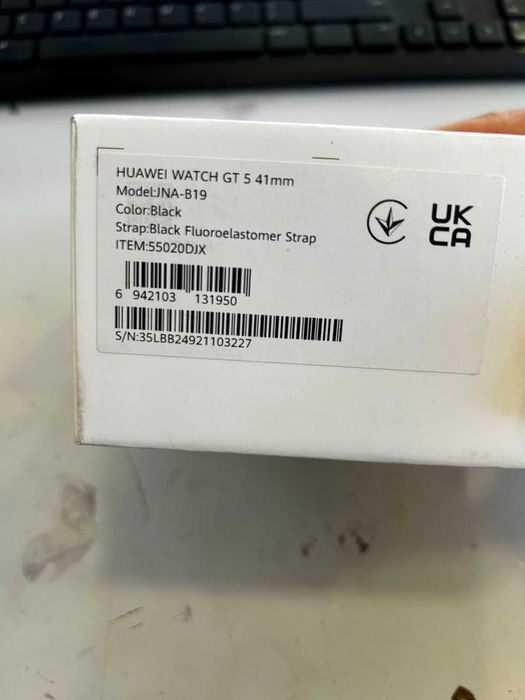 HUAWEI WATCH GT 5 41mm
Model:JNA-B19
Color:Black
Strap:Black Fluoroelastomer Strap
ITEM:55020DJX
UK
CA
6 942103 131950
S/N:35LBB24921103227